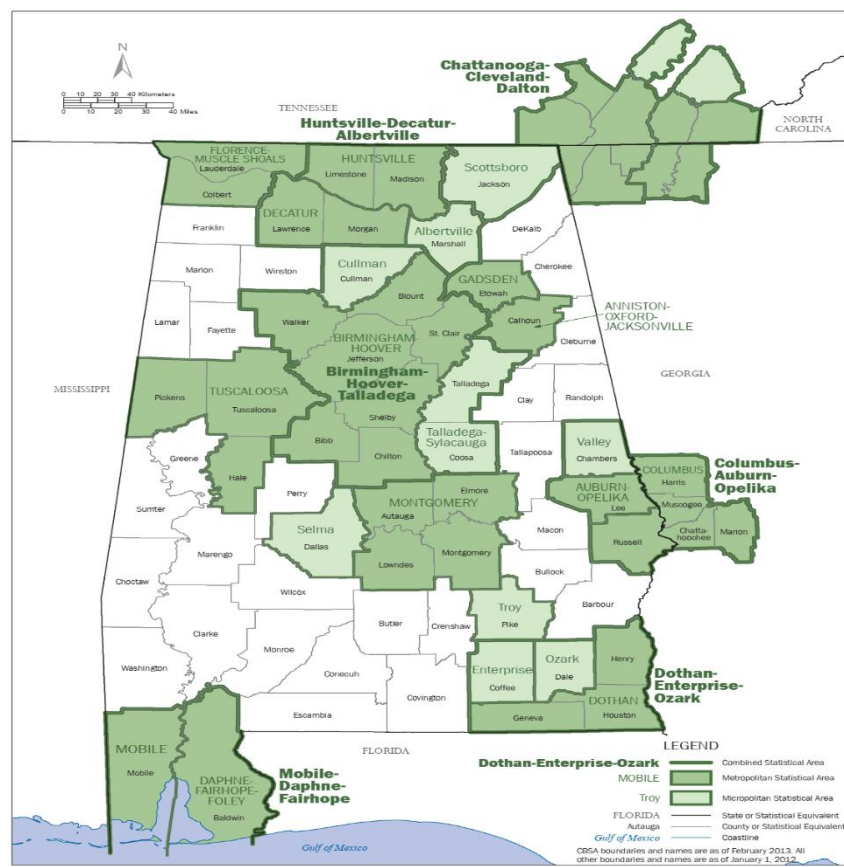 N
0 10 20 30 40 Kilometers
0 10 20 30 40 Miles
Chattanooga-
Cleveland-
Dalton
TENNESSEE
NORTH
CAROLINA
Huntsville-Decatur-
Albertville
FLORENCE-
MUSCLE SHOALS
Lauderdale
Colbert
HUNTSVILLE
Limestone
Madison
Scottsboro
Jackson
DECATUR
Lawrence
Morgan
Albertville
Marshall
DeKalb
Franklin
Marion
Winston
Cullman
Cullman
Cherokee
GADSDEN
Etowah
Blount
Lamar
Fayette
Walker
St. Clair
Calhoun
ANNISTON-
OXFORD-
JACKSONVILLE
Cleburne
BIRMINGHAM-
HOOVER
Jefferson
Birmingham-
Hoover-
Talladega
MISSISSIPPI
GEORGIA
Pickens
TUSCALOOSA
Tuscaloosa
Shelby
Talladega
Clay
Randolph
Talladega-
Sylacauga
Coosa
Tallapoosa
Valley
Chambers
Bibb
Chilton
Greene
Hale
Perry
Sumter
Columbus-
Auburn-
Opelika
COLUMBUS
Harris
Muscogee
Chatta-
hoochee
Marion
AUBURN-
OPELIKA
Lee
Russell
MONTGOMERY
Elmore
Autauga
Montgomery
Lowndes
Macon
Selma
Dallas
Marengo
Bullock
Choctaw
Wilcox
Barbour
Troy
Pike
Butler
Crenshaw
Clarke
Monroe
Washington
Conecuh
Covington
Escambia
Enterprise
Coffee
Ozark
Dale
Henry
DOTHAN
Houston
Geneva
Dothan-
Enterprise-
Ozark
MOBILE
Mobile
DAPHNE-
FAIRHOPE-
FOLEY
Baldwin
Mobile-
Daphne-
Fairhope
FLORIDA
Gulf of Mexico
LEGEND
Dothan-Enterprise-Ozark Combined Statistical Area
MOBILE Metropolitan Statistical Area
Troy Micropolitan Statistical Area
FLORIDA State or Statistical Equivalent
Autauga County or Statistical Equivalent
Gulf of Mexico Coastline
CBSA boundaries and names are as of February 2013. All
other boundaries and names are as of January 1, 2012.